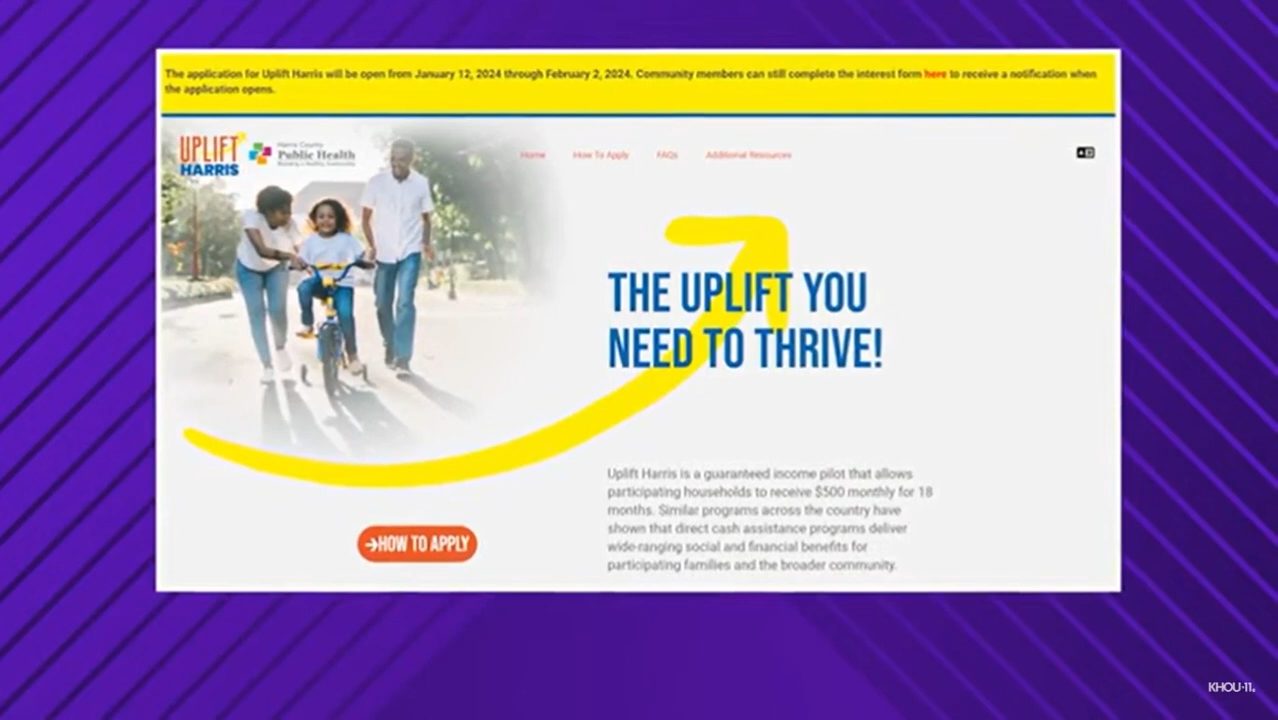 The application for Uplift Harris will be open from January 12, 2024 through February 2, 2024. Community members can still complete the interest form here to receive a notification when
the application opens.
UPLIFT
HARRIS
Harris County
Public Health
Home
How To Apply
FAQs
Additional Resources
THE UPLIFT YOU
NEED TO THRIVE!
Uplift Harris is a guaranteed income pilot that allows
participating households to receive $500 monthly for 18
months. Similar programs across the country have
shown that direct cash assistance programs deliver
wide-ranging social and financial benefits for
participating families and the broader community.
→HOW TO APPLY
KHOU·11.